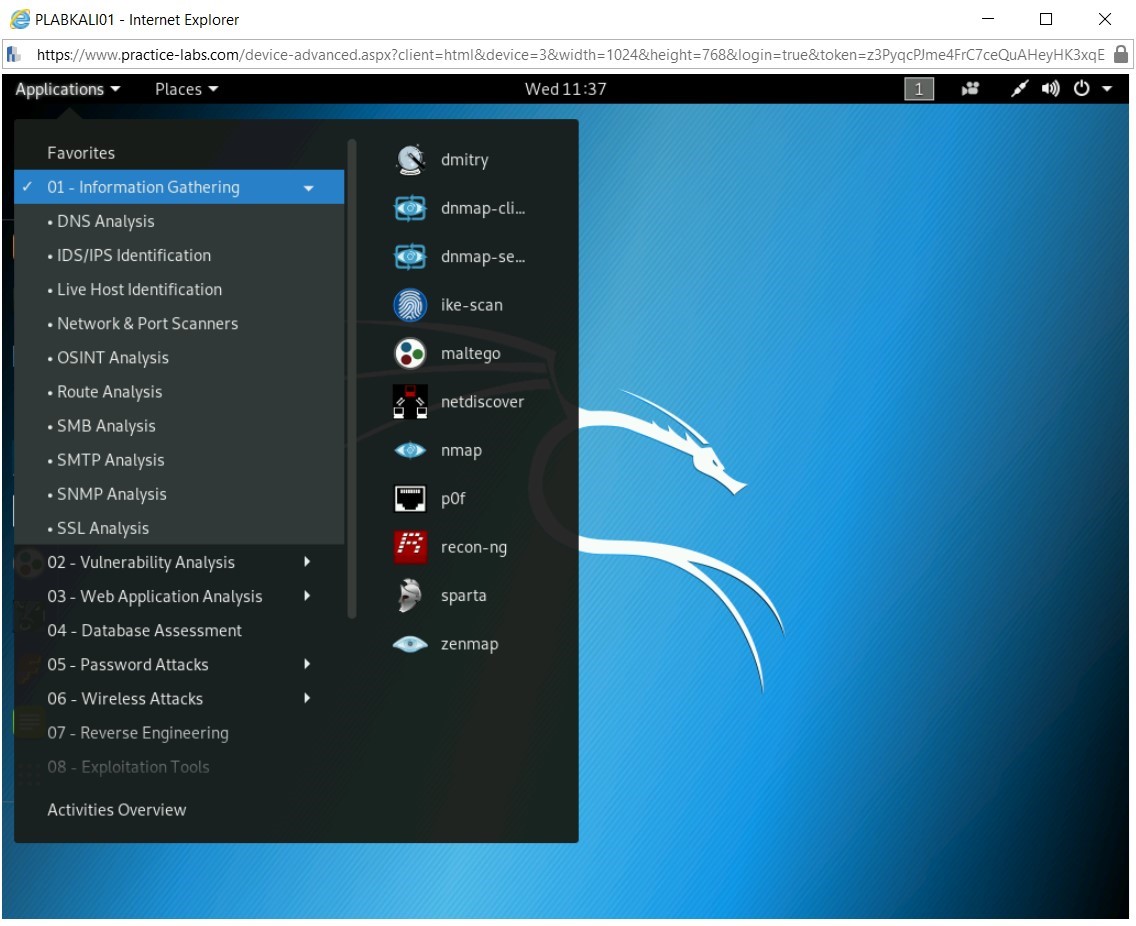 PLABKALI01 - Internet Explorer
https://www.practice-labs.com/device-advanced.aspx?client=html&device=3&width=1024&height=768&login=true&token=z3PyqcPJme4FrC7ceQuAHeyHK3xqE
Applications Places Wed 11:37 1
Favorites
✓ 01 - Information Gathering
• DNS Analysis
• IDS/IPS Identification
• Live Host Identification
• Network & Port Scanners
• OSINT Analysis
• Route Analysis
• SMB Analysis
• SMTP Analysis
• SNMP Analysis
• SSL Analysis
02 - Vulnerability Analysis
03 - Web Application Analysis
04 - Database Assessment
05 - Password Attacks
06 - Wireless Attacks
07 - Reverse Engineering
08 - Exploitation Tools
Activities Overview
dmitry
dnmap-cli...
dnmap-se...
ike-scan
maltego
netdiscover
nmap
p0f
recon-ng
sparta
zenmap